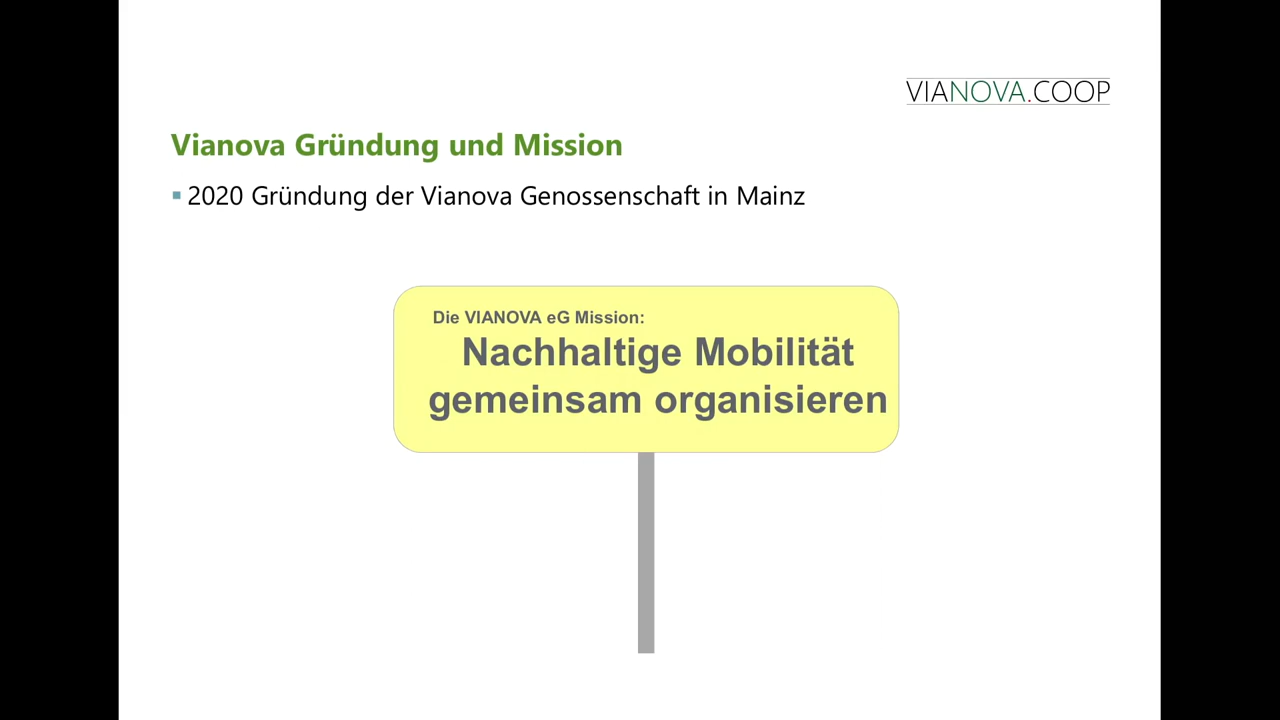 VIANOVA.COOP
Vianova Gründung und Mission
2020 Gründung der Vianova Genossenschaft in Mainz
Die VIANOVA eG Mission:
Nachhaltige Mobilität
gemeinsam organisieren